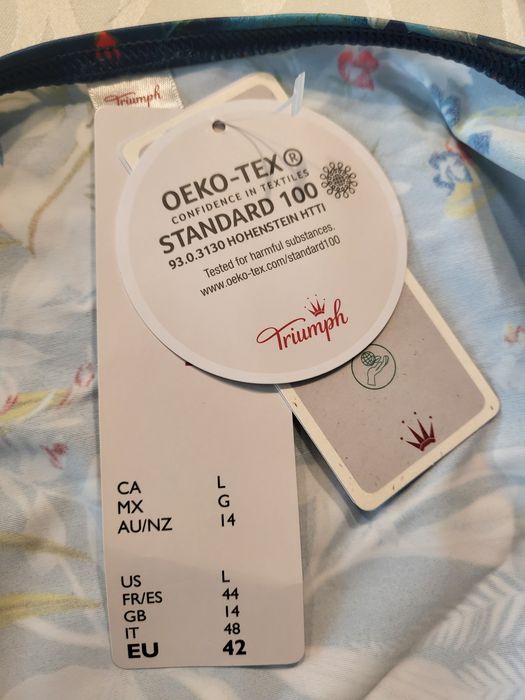 Triumph
OEKO-TEX®
CONFIDENCE IN TEXTILES
STANDARD 100
93.0.3130 HOHENSTEIN HTTI
Tested for harmful substances.
www.oeko-tex.com/standard100
Triumph
CA L
MX G
AU/NZ 14
US L
FR/ES 44
GB 14
IT 48
EU 42